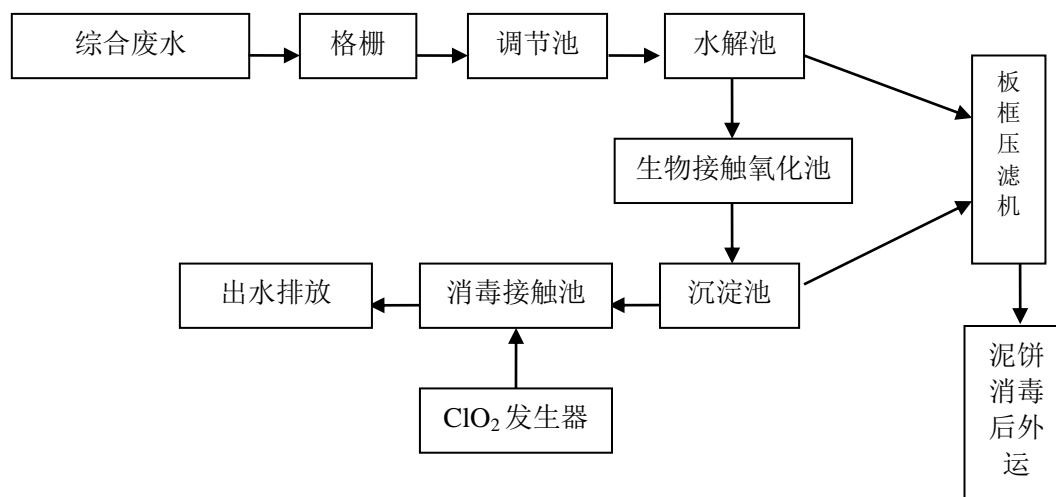 综合废水
格栅
调节池
水解池
板
框
压
滤
机
生物接触氧化池
出水排放
消毒接触池
沉淀池
泥饼
消毒
后外
运
ClO₂发生器